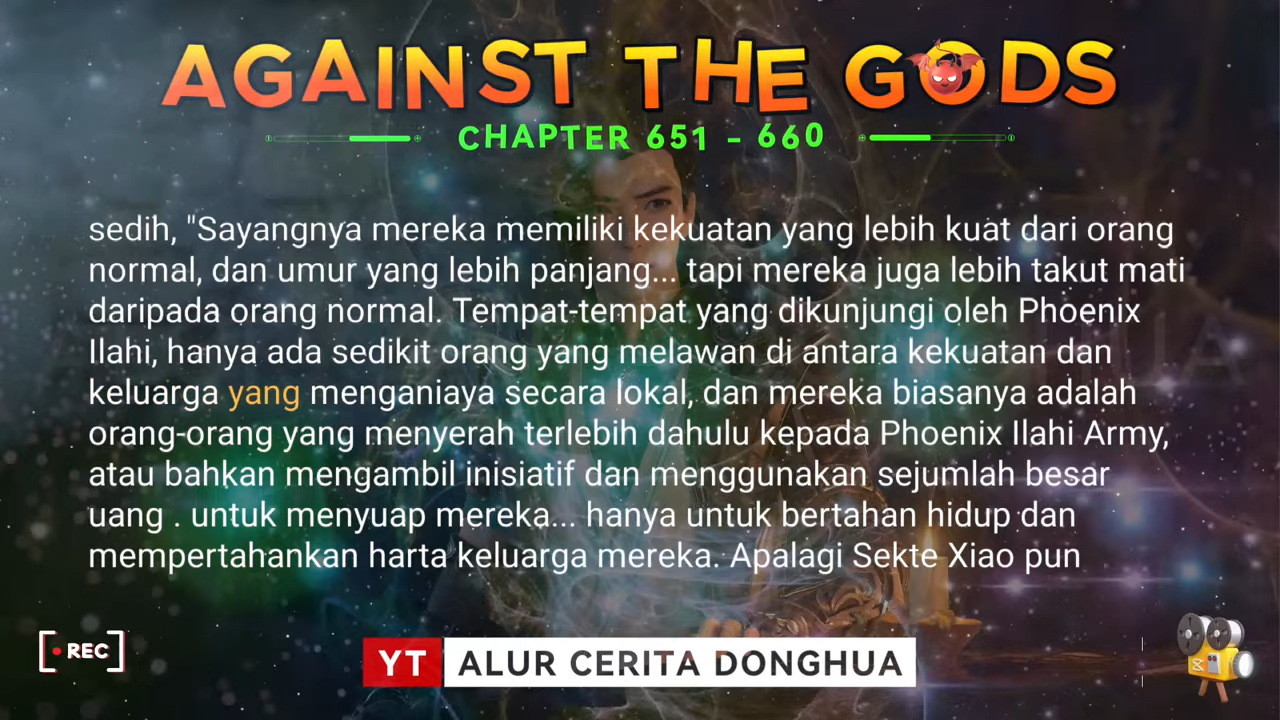 AGAINST THE GODS
CHAPTER 651 - 660
sedih, "Sayangnya mereka memiliki kekuatan yang lebih kuat dari orang
normal, dan umur yang lebih panjang... tapi mereka juga lebih takut mati
daripada orang normal. Tempat-tempat yang dikunjungi oleh Phoenix
Ilahi, hanya ada sedikit orang yang melawan di antara kekuatan dan
keluarga yang menganiaya secara lokal, dan mereka biasanya adalah
orang-orang yang menyerah terlebih dahulu kepada Phoenix Ilahi Army,
atau bahkan mengambil inisiatif dan menggunakan sejumlah besar
uang . untuk menyuap mereka... hanya untuk bertahan hidup dan
mempertahankan harta keluarga mereka. Apalagi Sekte Xiao pun
REC
YT ALUR CERITA DONGHUA